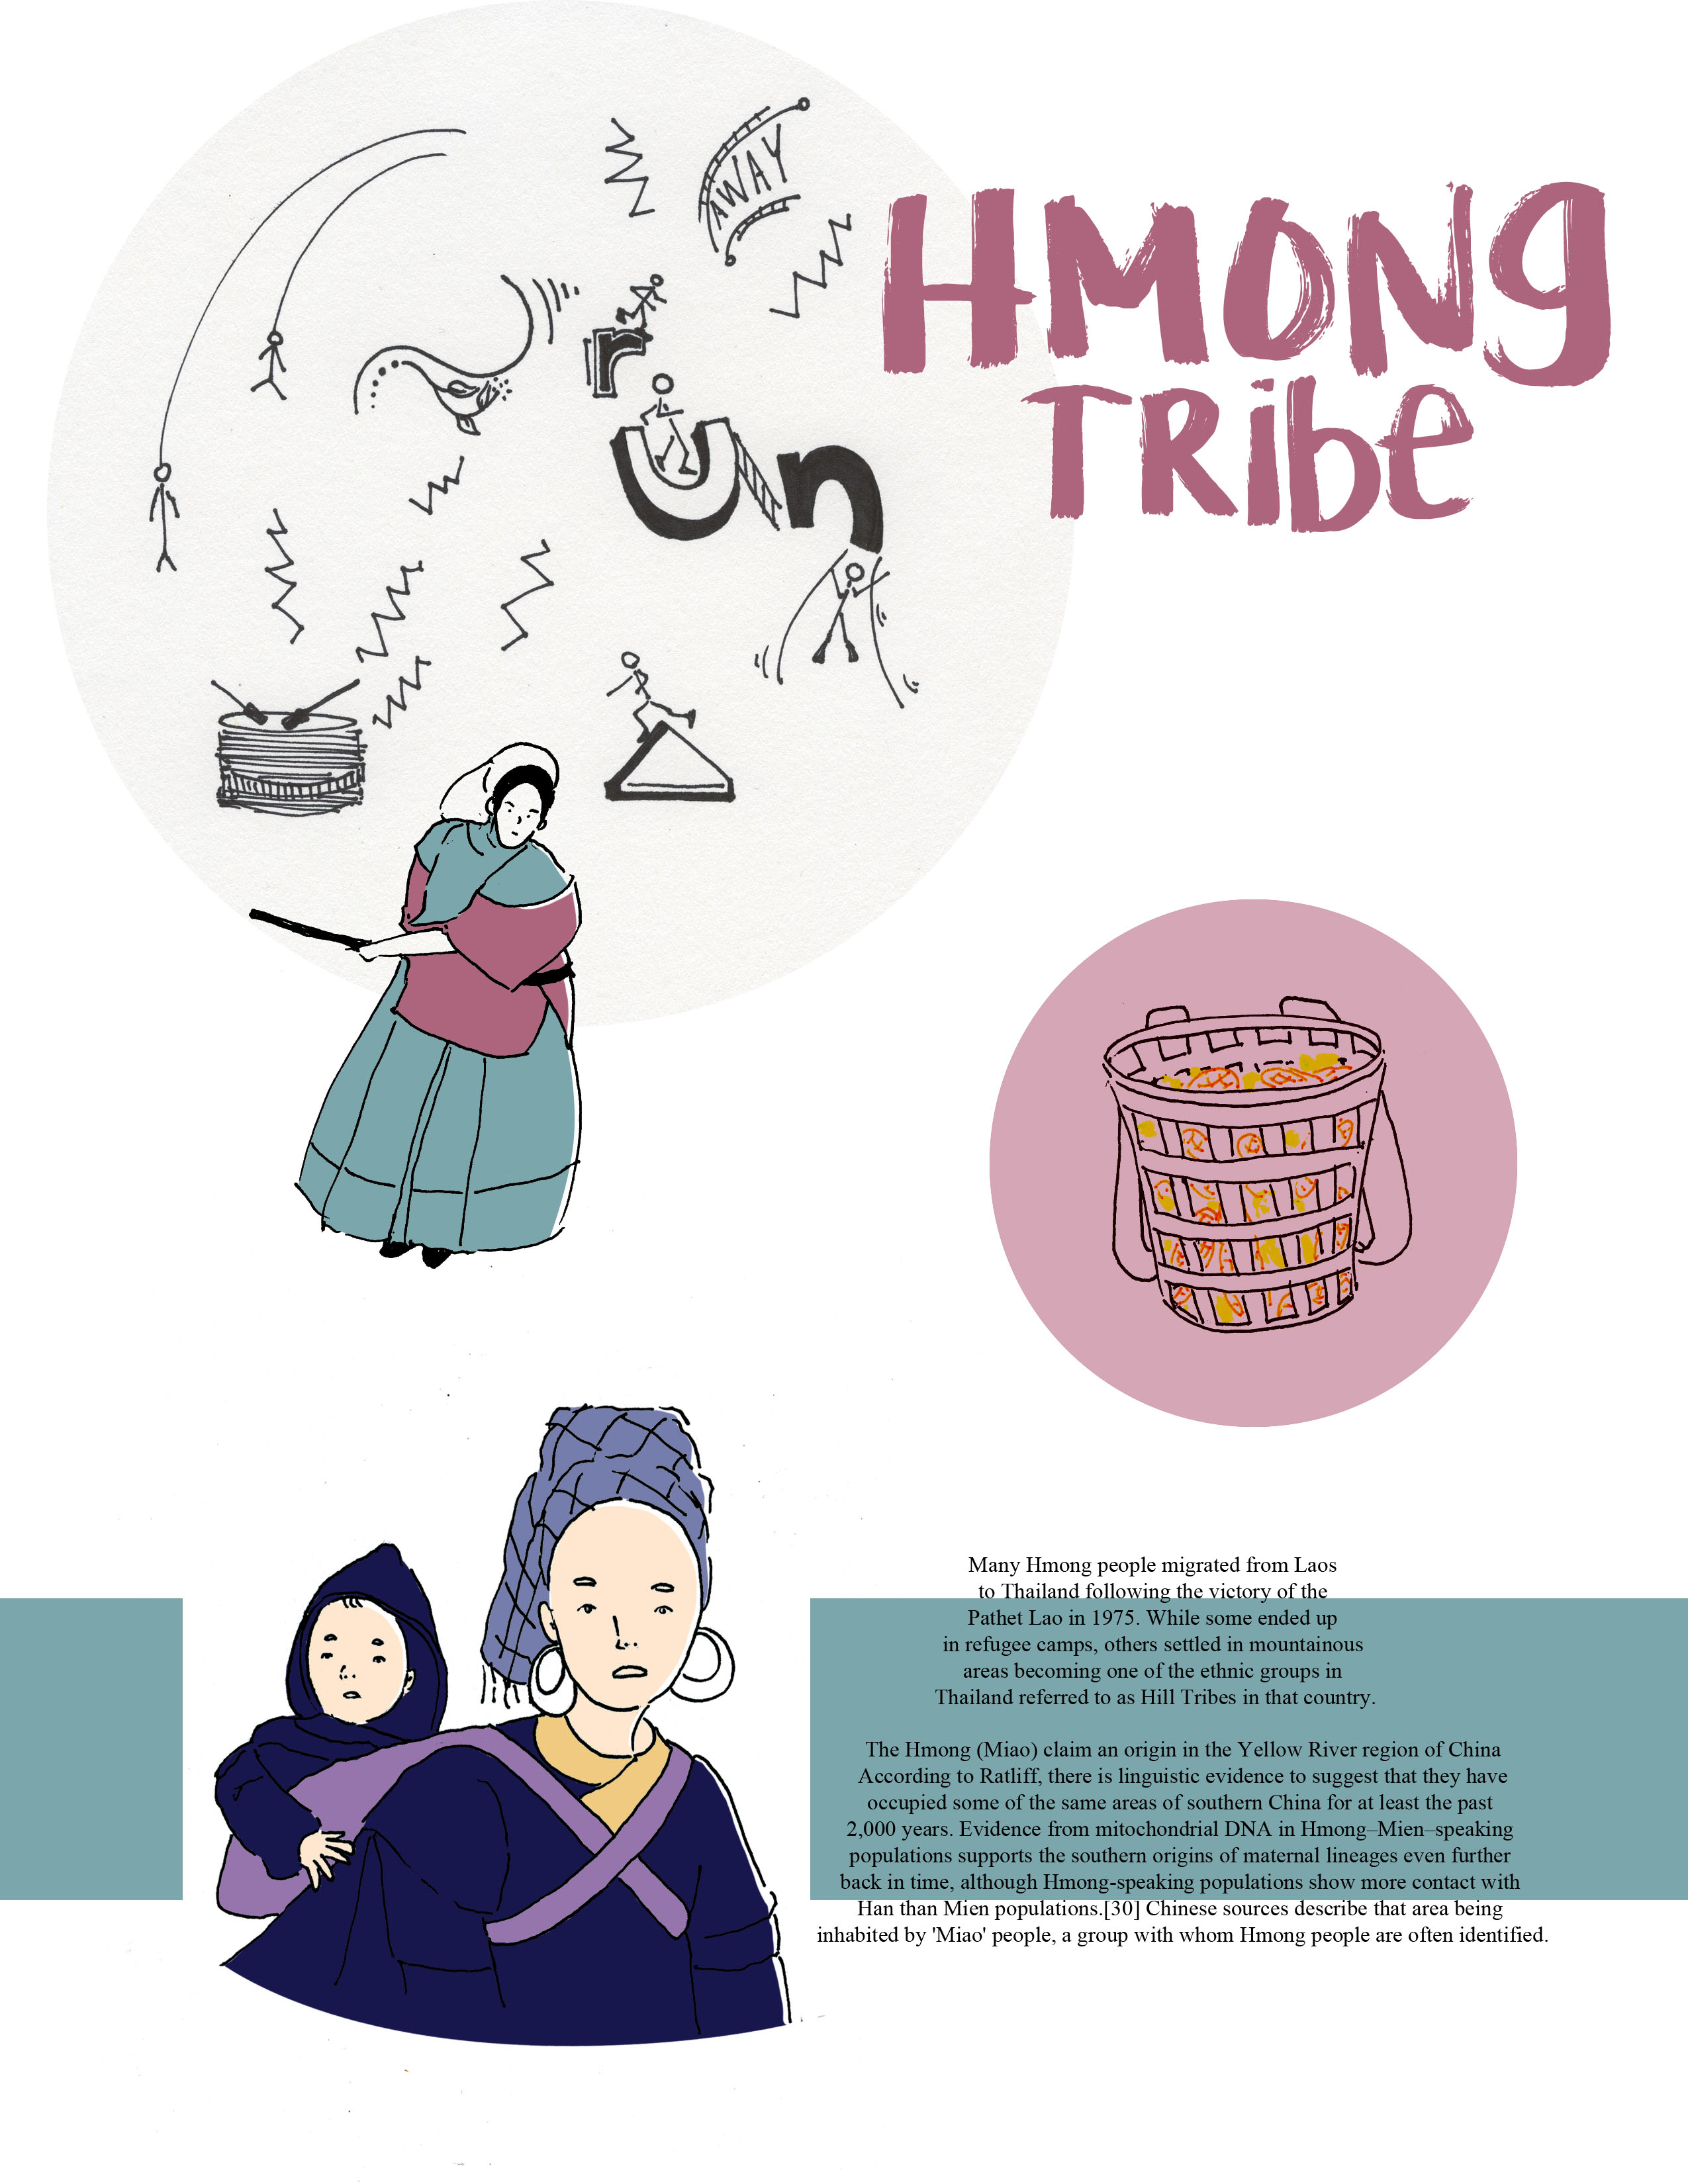 AWAY
HMONG
TRibe
rUn
Many Hmong people migrated from Laos
to Thailand following the victory of the
Pathet Lao in 1975. While some ended up
in refugee camps, others settled in mountainous
areas becoming one of the ethnic groups in
Thailand referred to as Hill Tribes in that country.
The Hmong (Miao) claim an origin in the Yellow River region of China
According to Ratliff, there is linguistic evidence to suggest that they have
occupied some of the same areas of southern China for at least the past
2,000 years. Evidence from mitochondrial DNA in Hmong–Mien–speaking
populations supports the southern origins of maternal lineages even further
back in time, although Hmong-speaking populations show more contact with
Han than Mien populations.[30] Chinese sources describe that area being
inhabited by 'Miao' people, a group with whom Hmong people are often identified.